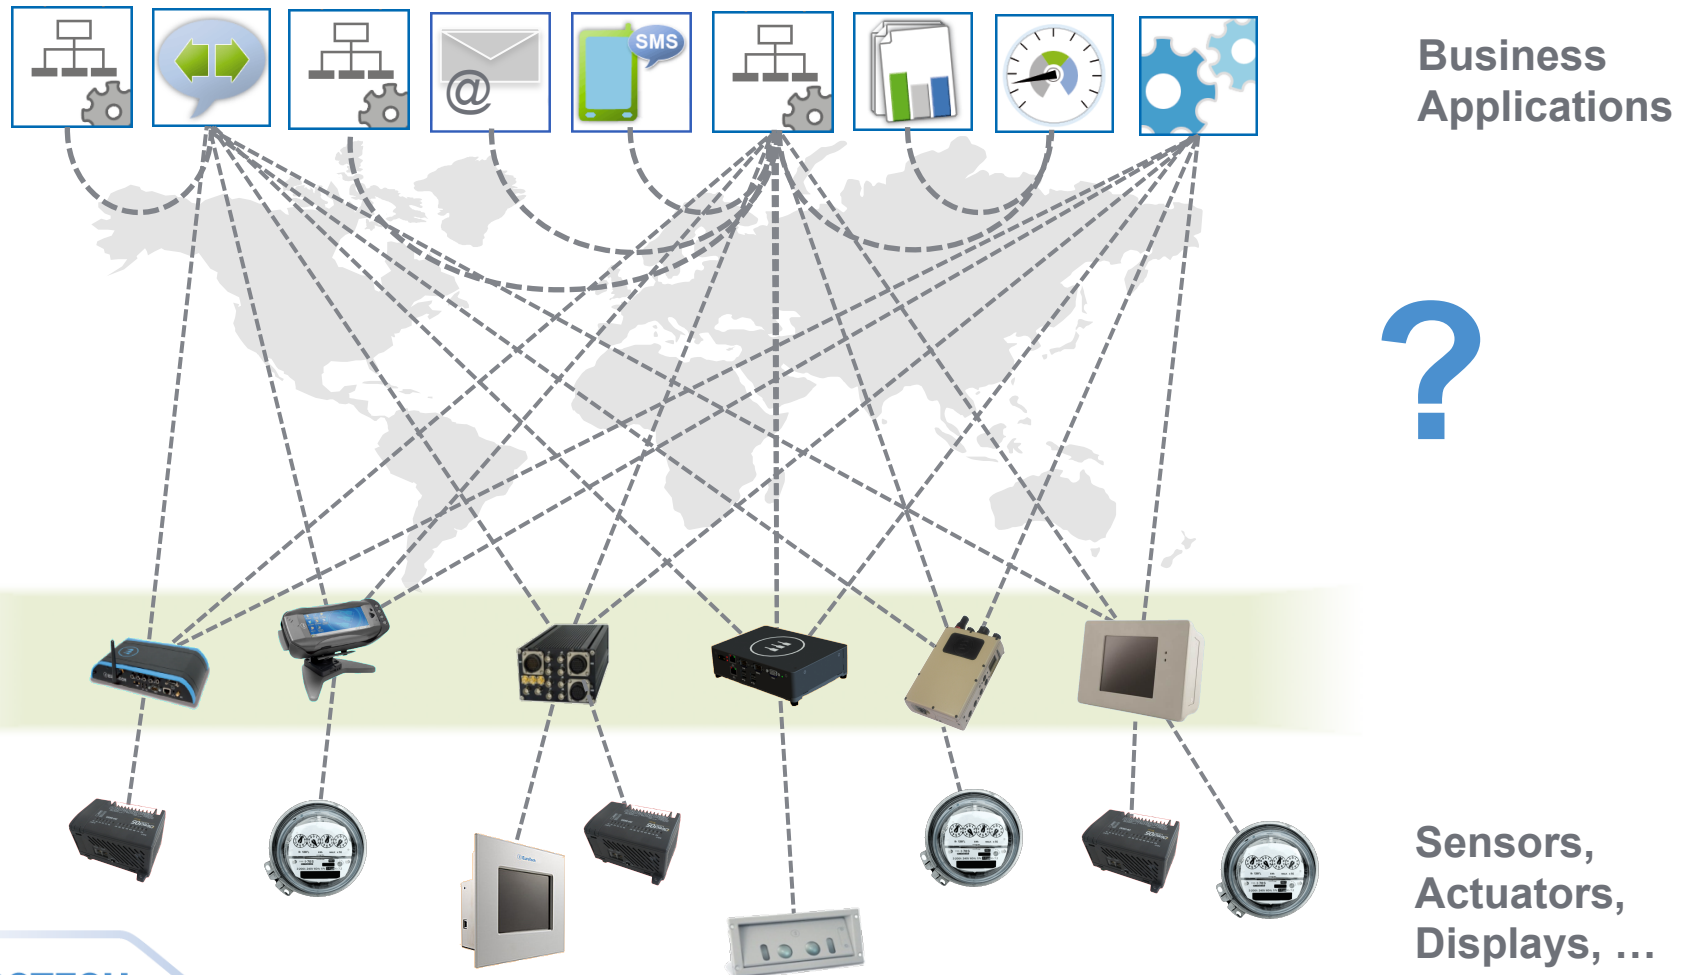 SMS
@
Business
Applications
?
Sensors,
Actuators,
Displays, …